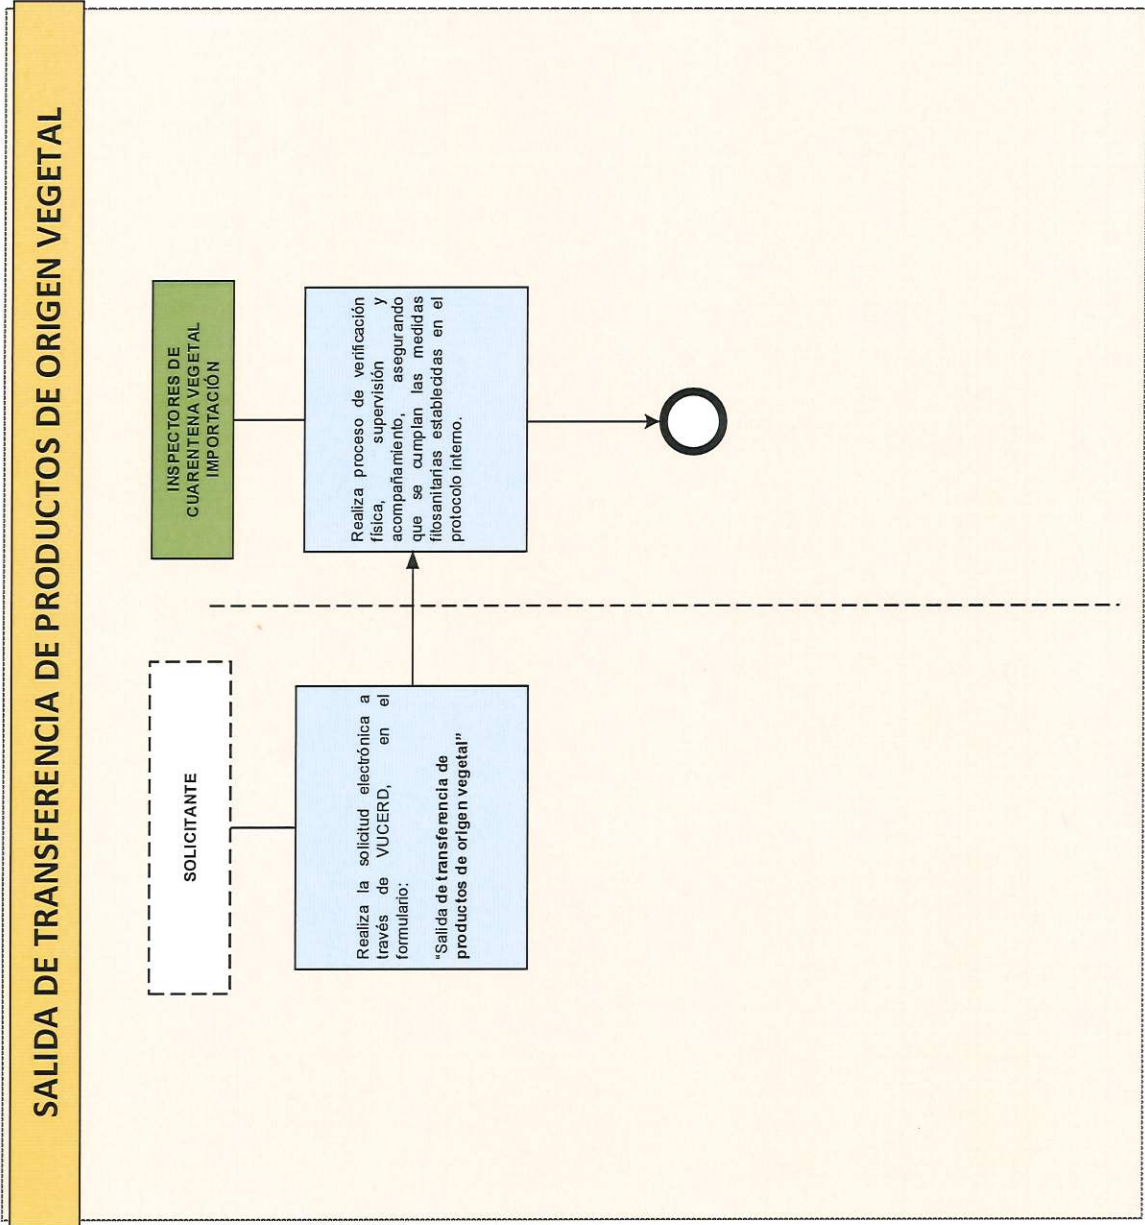 SALIDA DE TRANSFERENCIA DE PRODUCTOS DE ORIGEN VEGETAL
SOLICITANTE
Realiza la solicitud electrónica a
través de VUCERD, en el
formulario:
“Salida de transferencia de
productos de origen vegetal”
INSPECTORES DE
CUARENTENA VEGETAL
IMPORTACIÓN
Realiza proceso de verificación
física, supervisión y
acompañamiento, asegurando
que se cumplan las medidas
fitosanitarias establecidas en el
protocolo interno.